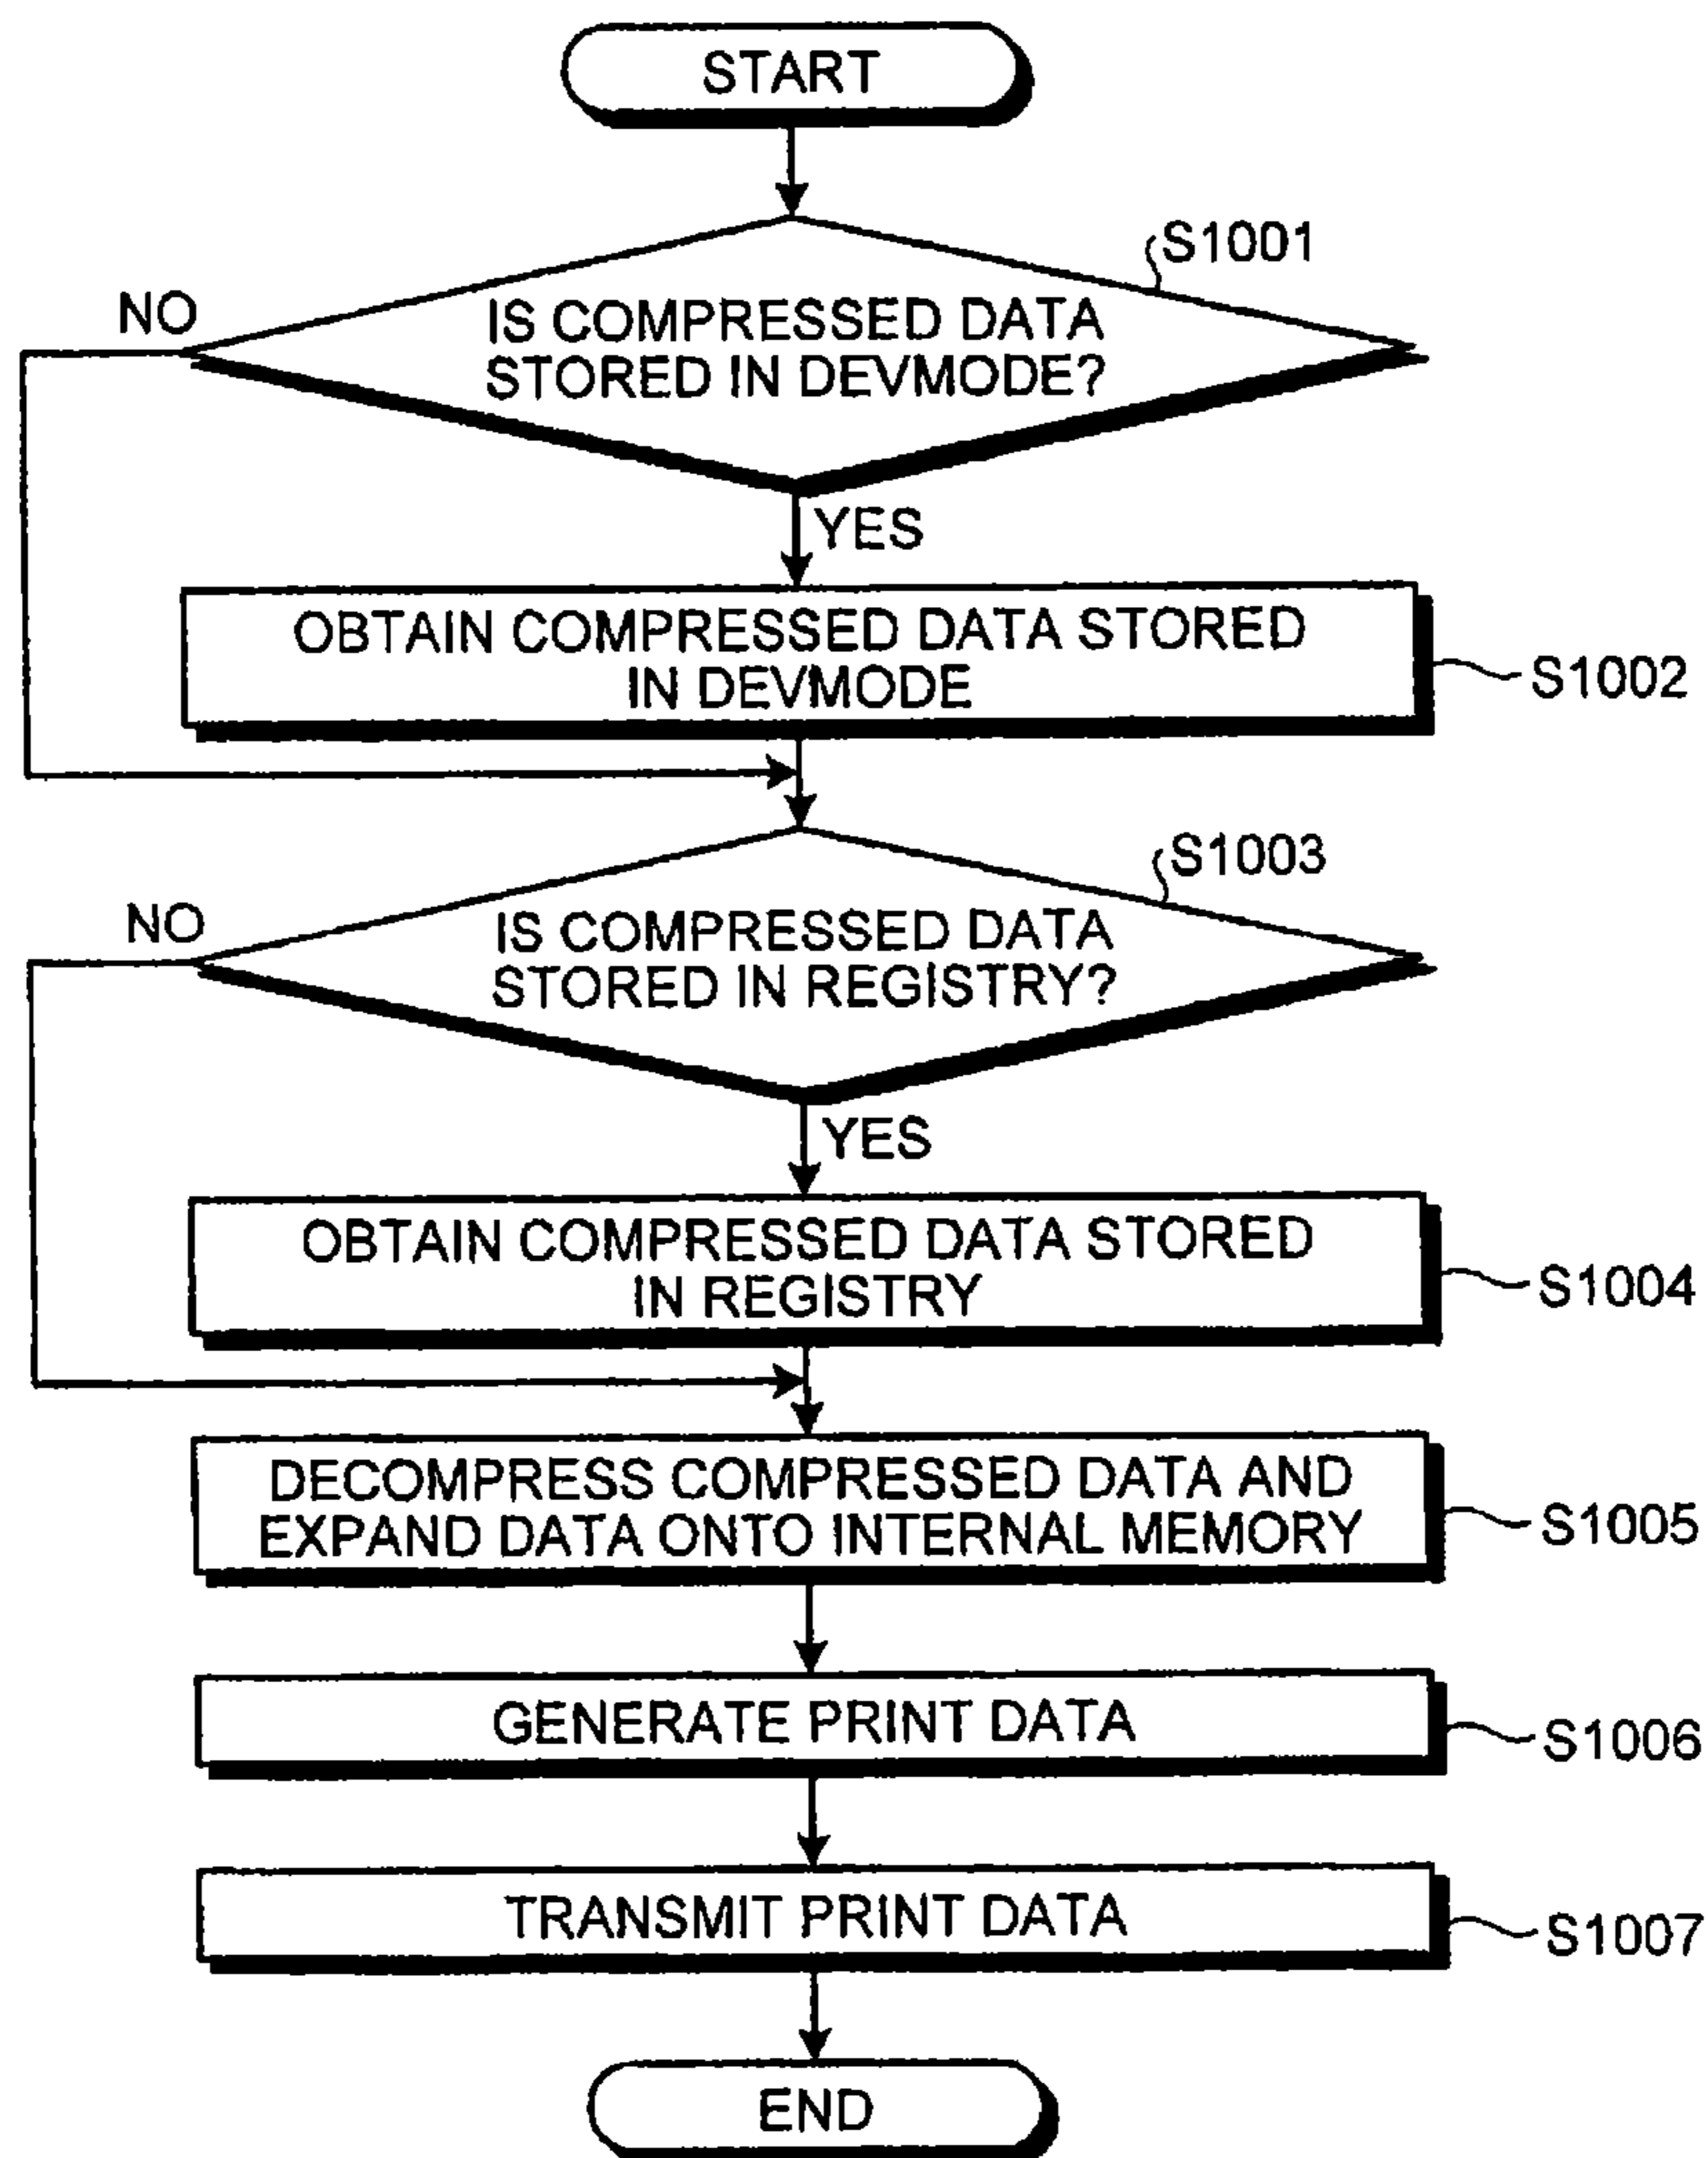 START
S1001
NO
IS COMPRESSED DATA
STORED IN DEVMODE?
YES
OBTAIN COMPRESSED DATA STORED
IN DEVMODE
S1002
S1003
NO
IS COMPRESSED DATA
STORED IN REGISTRY?
YES
OBTAIN COMPRESSED DATA STORED
IN REGISTRY
S1004
DECOMPRESS COMPRESSED DATA AND
EXPAND DATA ONTO INTERNAL MEMORY
S1005
GENERATE PRINT DATA
S1006
TRANSMIT PRINT DATA
S1007
END